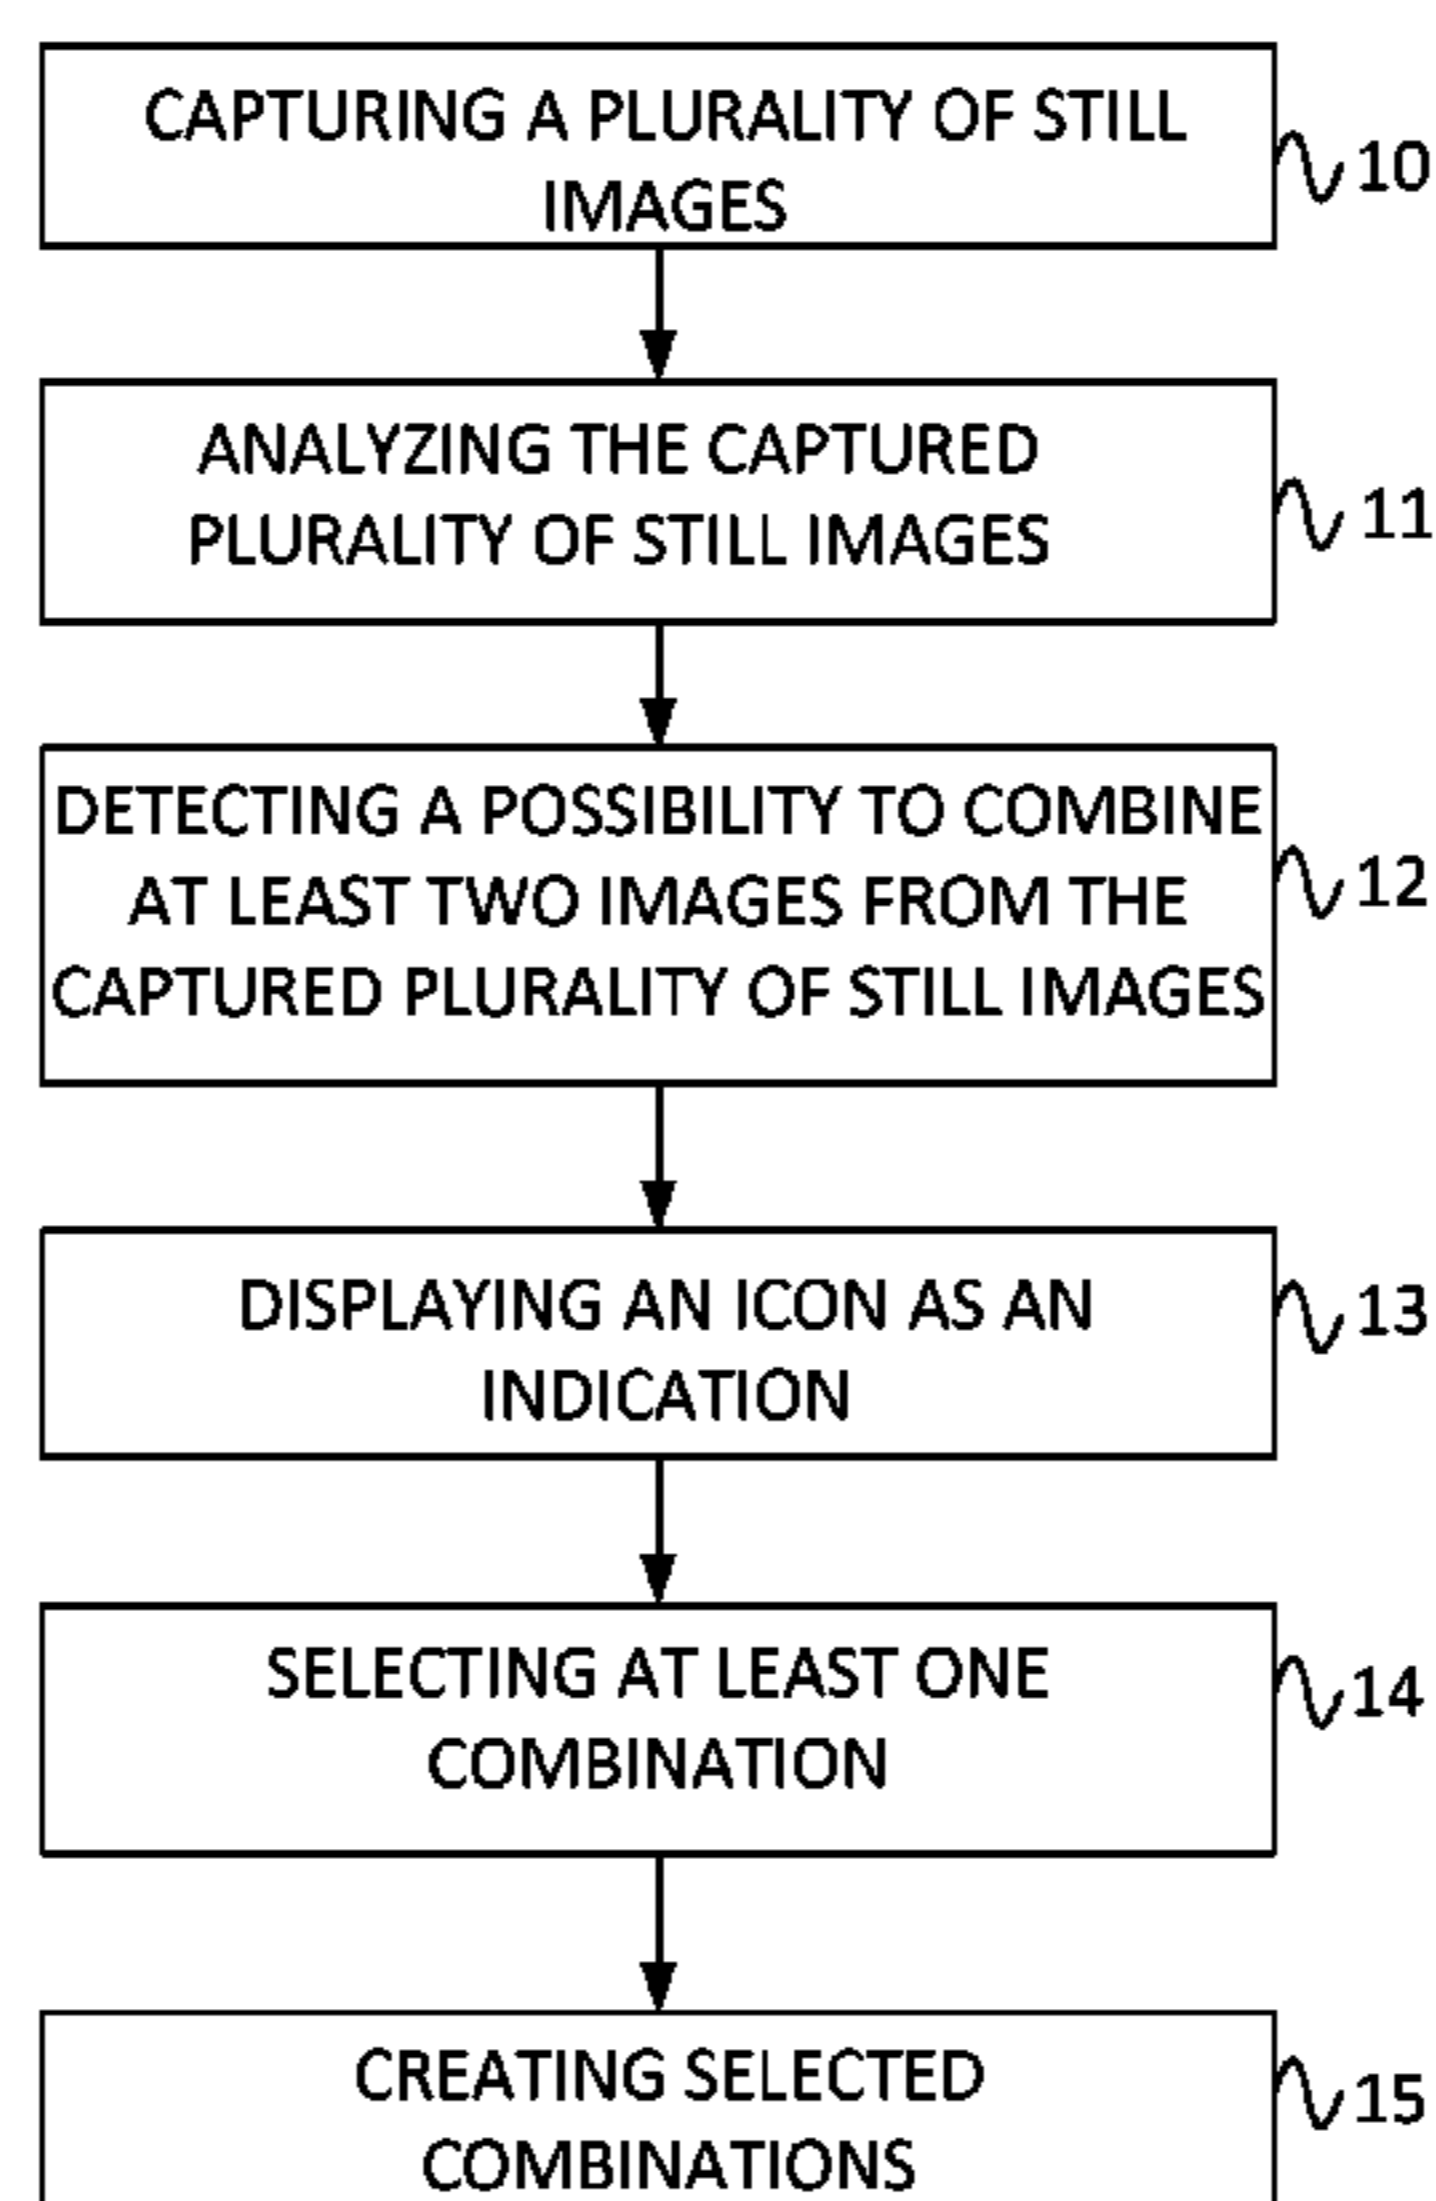 CAPTURING A PLURALITY OF STILL
IMAGES
10
ANALYZING THE CAPTURED
PLURALITY OF STILL IMAGES
11
DETECTING A POSSIBILITY TO COMBINE
AT LEAST TWO IMAGES FROM THE
CAPTURED PLURALITY OF STILL IMAGES
12
DISPLAYING AN ICON AS AN
INDICATION
13
SELECTING AT LEAST ONE
COMBINATION
14
CREATING SELECTED
COMBINATIONS
15